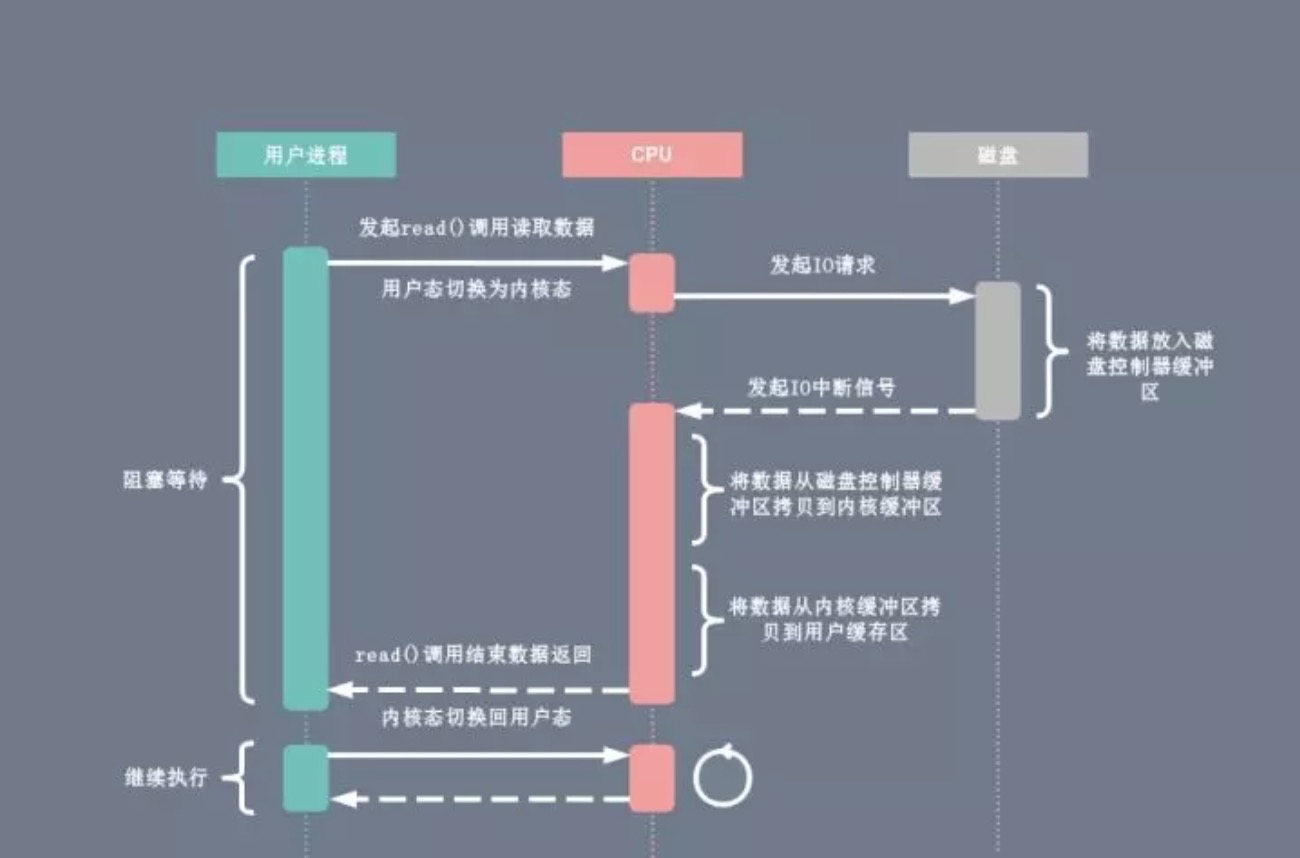 用户进程
CPU
磁盘
发起read()调用读取数据
用户态切换为内核态
发起IO请求
将数据放入磁
盘控制器缓冲
区
发起IO中断信号
阻塞等待
将数据从磁盘控制器缓
冲区拷贝到内核缓冲区
将数据从内核缓冲区拷
贝到用户缓存区
read()调用结束数据返回
内核态切换回用户态
继续执行